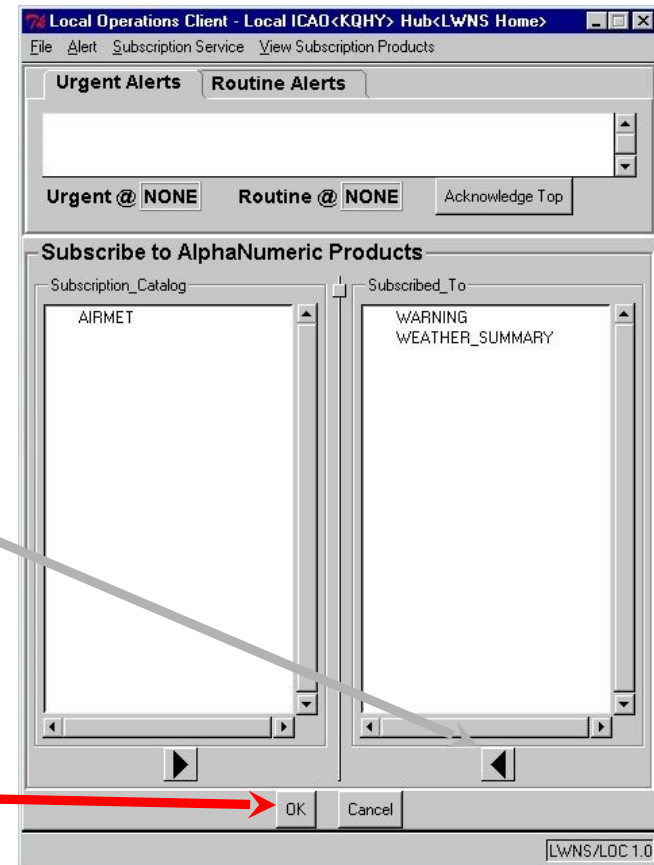 Local Operations Client - Local ICAO<KQHY> Hub<LWNS Home>
File Alert Subscription Service View Subscription Products
Urgent Alerts Routine Alerts
Urgent @ NONE Routine @ NONE Acknowledge Top
Subscribe to AlphaNumeric Products
Subscription_Catalog Subscribed_To
AIRMET WARNING
WEATHER_SUMMARY
OK Cancel
LWNS/LOC 1.0